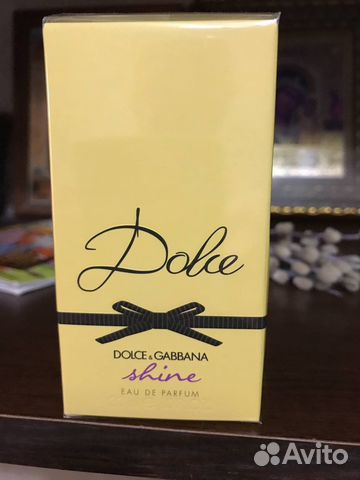 Dolce
DOLCE & GABBANA
shine
EAU DE PARFUM
Avito